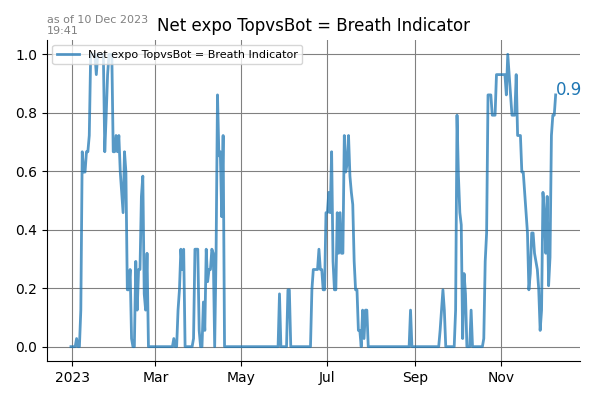 as of 10 Dec 2023
19:41
Net expo TopvsBot = Breath Indicator
Net expo TopvsBot = Breath Indicator
1.0
0.9
0.8
0.6
0.4
0.2
0.0
2023 Mar May Jul Sep Nov